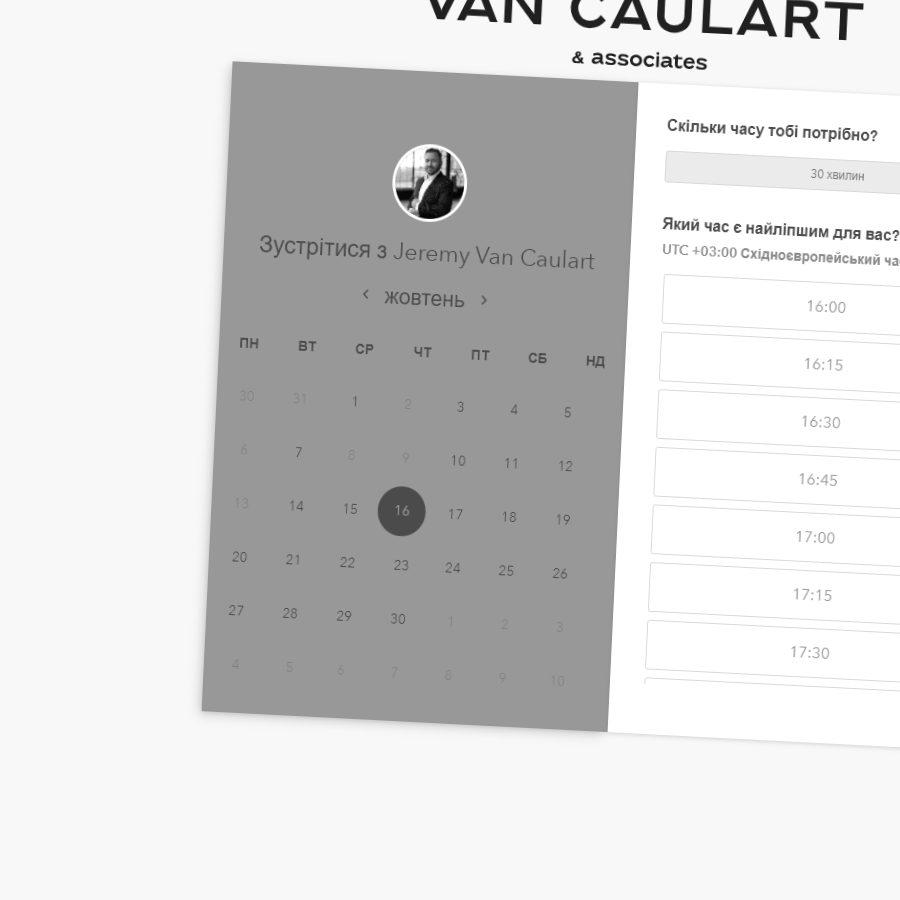 VAN CAULART
& associates
Зустрітися з Jeremy Van Caulart
жовтень
ПН ВТ СР ЧТ ПТ СБ НД
30 31 1 2 3 4 5
6 7 8 9 10 11 12
13 14 15 16 17 18 19
20 21 22 23 24 25 26
27 28 29 30 1 2 3
4 5 6 7 8 9 10
Скільки часу тобі потрібно?
30 хвилин
Який час є найліпшим для вас?
UTC +03:00 Східноєвропейський
16:00
16:15
16:30
16:45
17:00
17:15
17:30